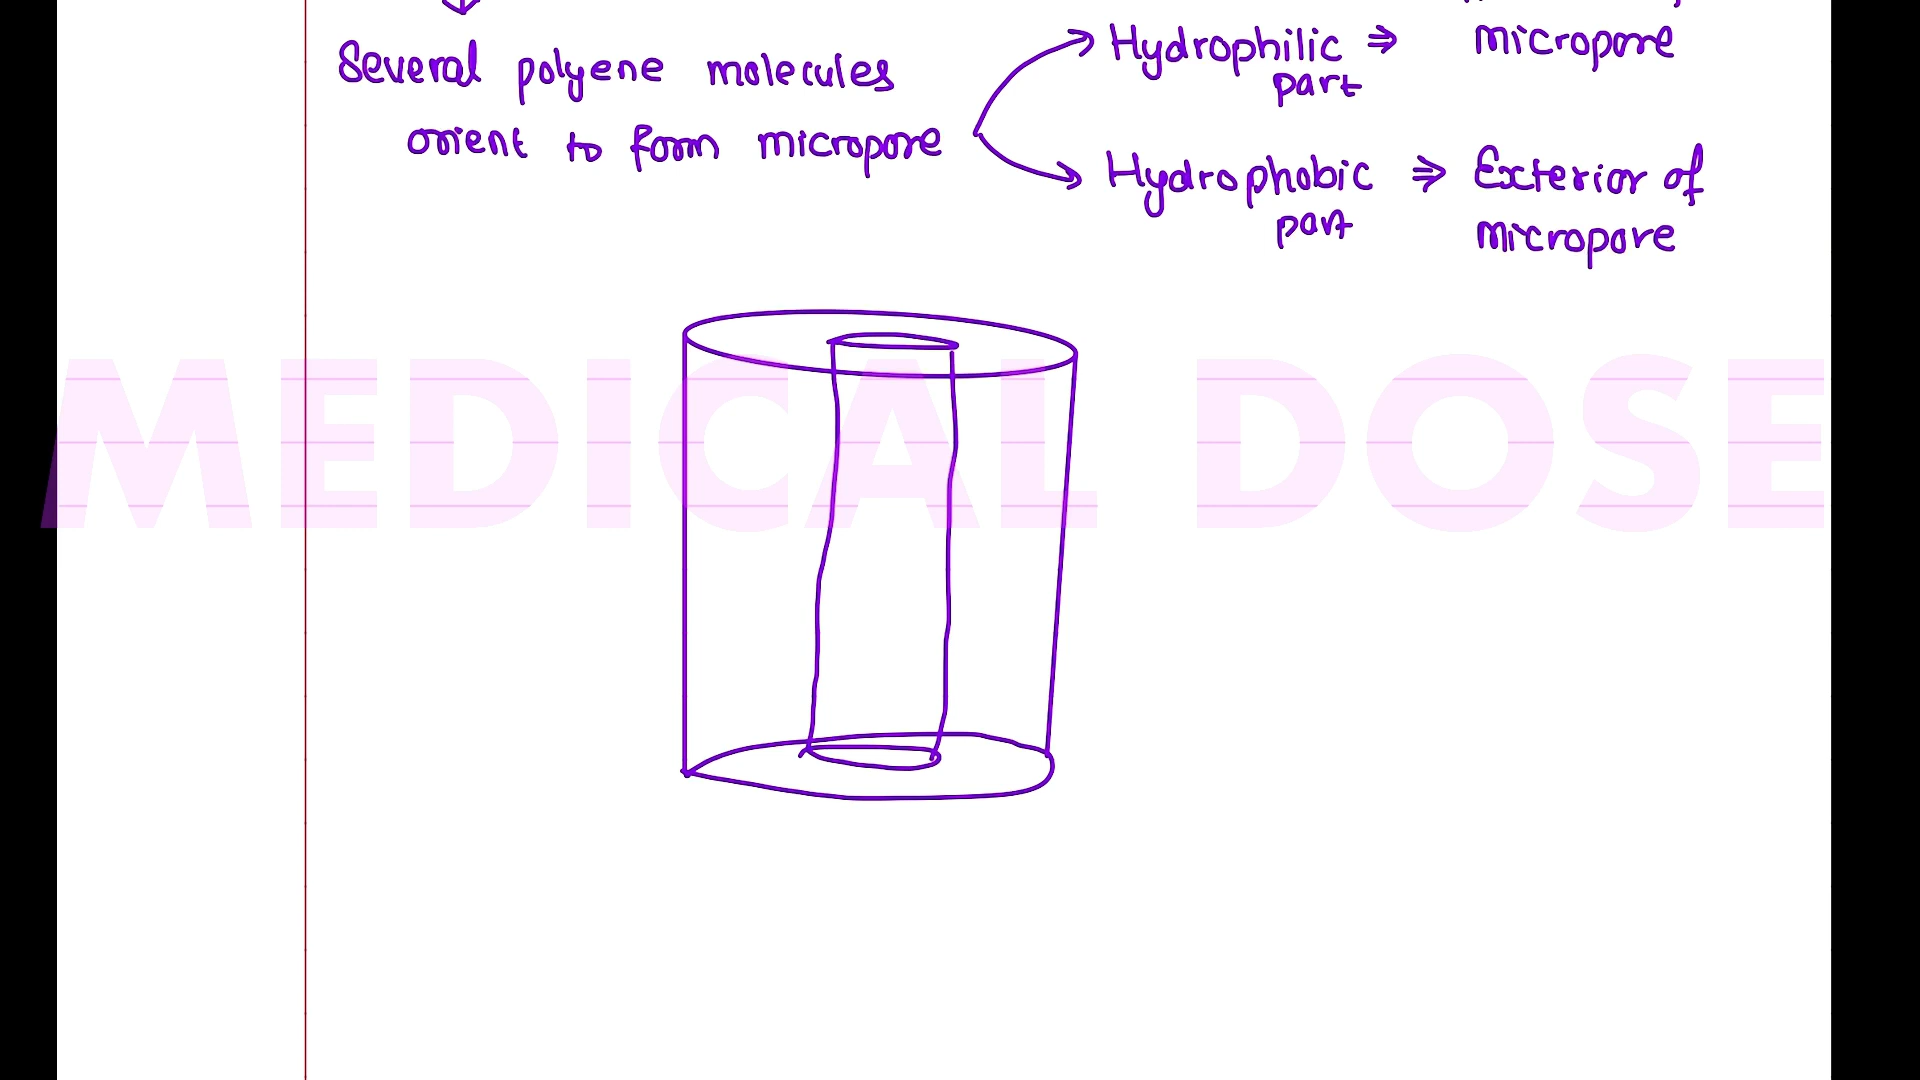 Several polyene molecules
orient to form micropore
Hydrophilic ⇒ micropore
part
Hydrophobic ⇒ Exterior of
part micropore
MEDICAL DOSE